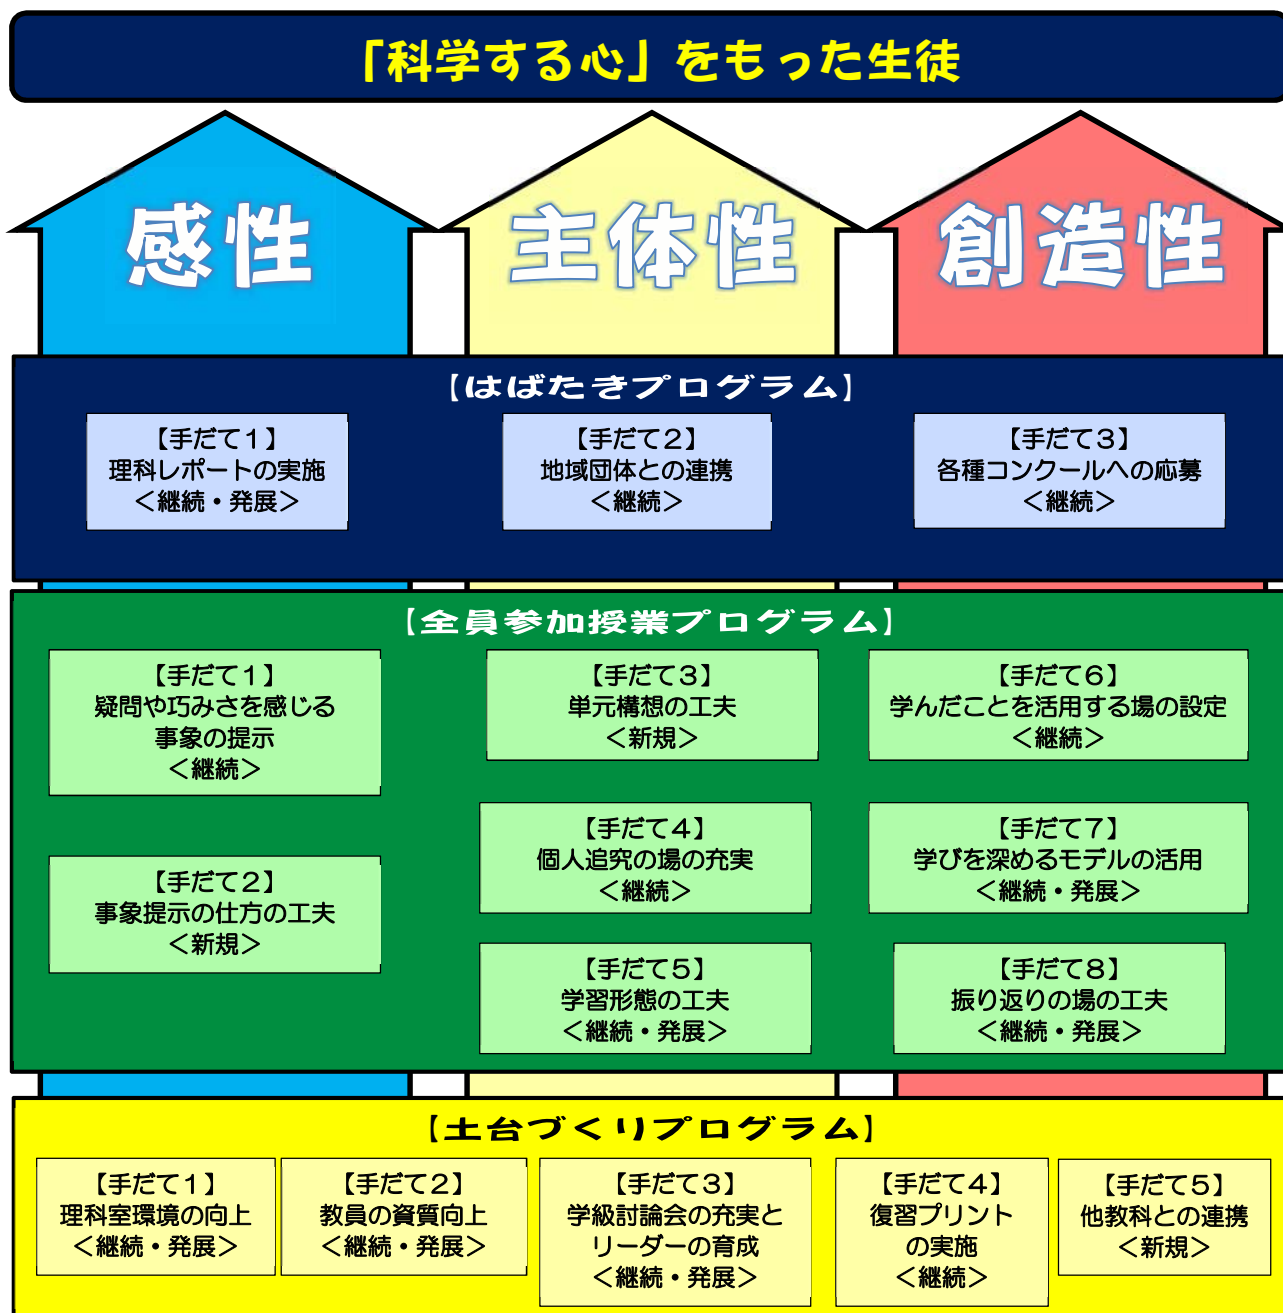 「科学する心」をもった生徒
感性
主体性
創造性
【はばたきプログラム】
【手だて１】
理科レポートの実施
＜継続・発展＞
【手だて２】
地域団体との連携
＜継続＞
【手だて３】
各種コンクールへの応募
＜継続＞
【全員参加授業プログラム】
【手だて１】
疑問や巧みさを感じる
事象の提示
＜継続＞
【手だて２】
事象提示の仕方の工夫
＜新規＞
【手だて３】
単元構想の工夫
＜新規＞
【手だて４】
個人追究の場の充実
＜継続＞
【手だて５】
学習形態の工夫
＜継続・発展＞
【手だて６】
学んだことを活用する場の設定
＜継続＞
【手だて７】
学びを深めるモデルの活用
＜継続・発展＞
【手だて８】
振り返りの場の工夫
＜継続・発展＞
【土台づくりプログラム】
【手だて１】
理科室環境の向上
＜継続・発展＞
【手だて２】
教員の資質向上
＜継続・発展＞
【手だて３】
学級討論会の充実と
リーダーの育成
＜継続・発展＞
【手だて４】
復習プリント
の実施
＜継続＞
【手だて５】
他教科との連携
＜新規＞